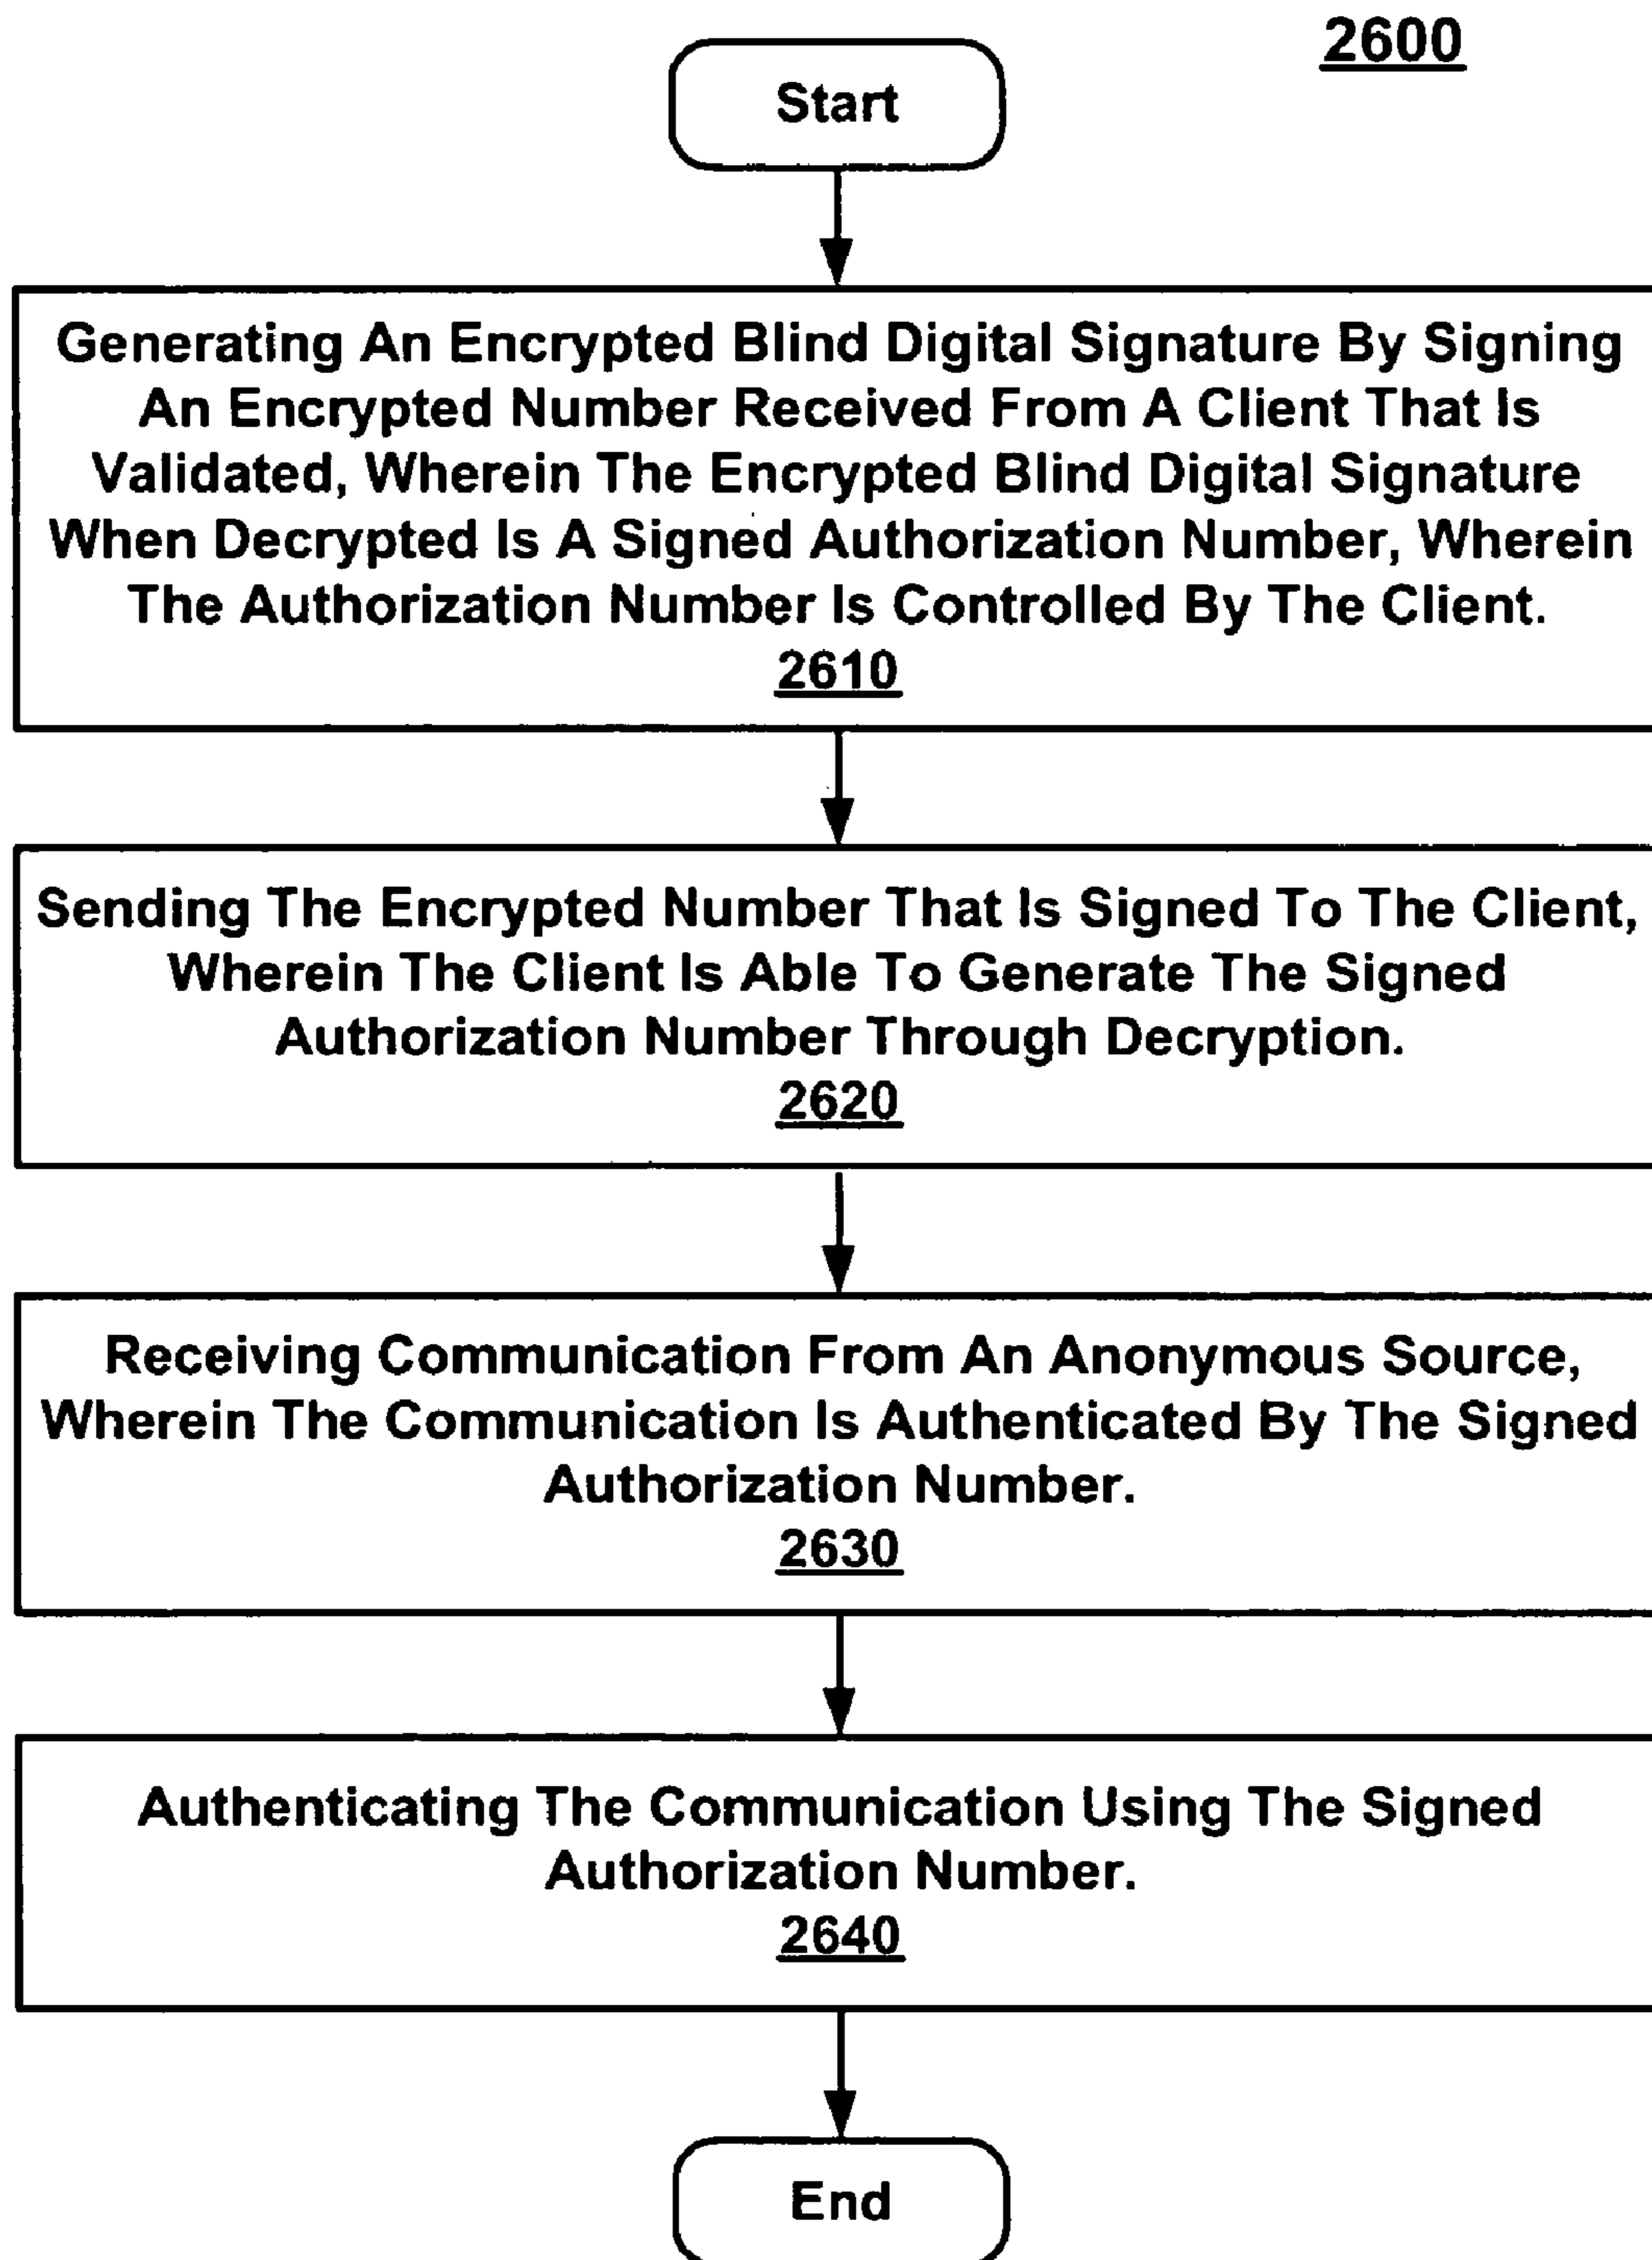 2600
Start
Generating An Encrypted Blind Digital Signature By Signing
An Encrypted Number Received From A Client That Is
Validated, Wherein The Encrypted Blind Digital Signature
When Decrypted Is A Signed Authorization Number, Wherein
The Authorization Number Is Controlled By The Client.
2610
Sending The Encrypted Number That Is Signed To The Client,
Wherein The Client Is Able To Generate The Signed
Authorization Number Through Decryption.
2620
Receiving Communication From An Anonymous Source,
Wherein The Communication Is Authenticated By The Signed
Authorization Number.
2630
Authenticating The Communication Using The Signed
Authorization Number.
2640
End